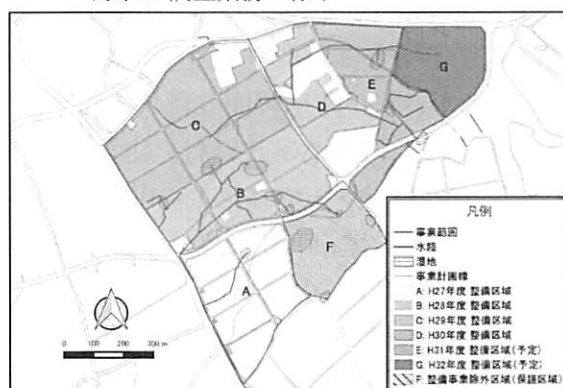 G
E
D
C
B
F
A
0 100 200 300 m
凡例
事業範囲
水路
湿地
事業計画線
A: H27年度 整備区域
B: H28年度 整備区域
C: H29年度 整備区域
D: H30年度 整備区域
E: H31年度 整備区域(予定)
G: H32年度 整備区域(予定)
F: 整備事業除外区域(保護区域)